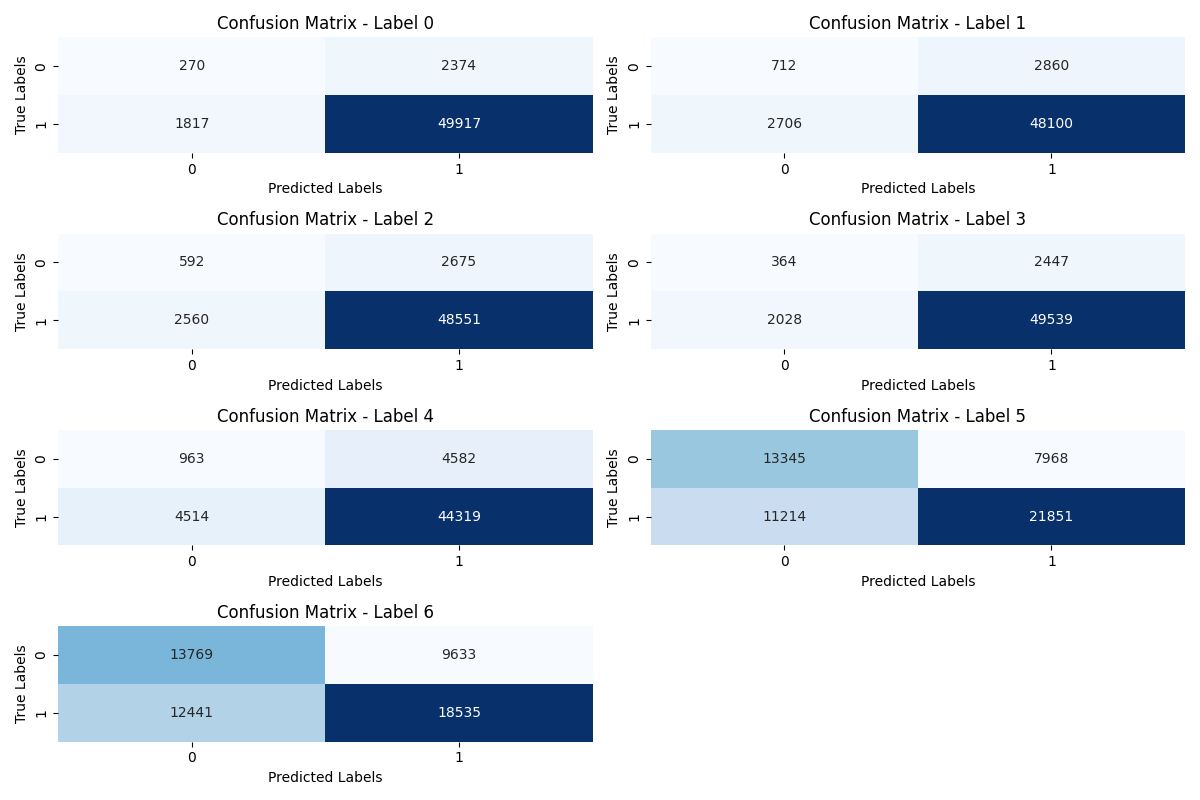 Confusion Matrix - Label 0
True Labels
0
270
2374
1
1817
49917
0
1
Predicted Labels
Confusion Matrix - Label 1
True Labels
0
712
2860
1
2706
48100
0
1
Predicted Labels
Confusion Matrix - Label 2
True Labels
0
592
2675
1
2560
48551
0
1
Predicted Labels
Confusion Matrix - Label 3
True Labels
0
364
2447
1
2028
49539
0
1
Predicted Labels
Confusion Matrix - Label 4
True Labels
0
963
4582
1
4514
44319
0
1
Predicted Labels
Confusion Matrix - Label 5
True Labels
0
13345
7968
1
11214
21851
0
1
Predicted Labels
Confusion Matrix - Label 6
True Labels
0
13769
9633
1
12441
18535
0
1
Predicted Labels